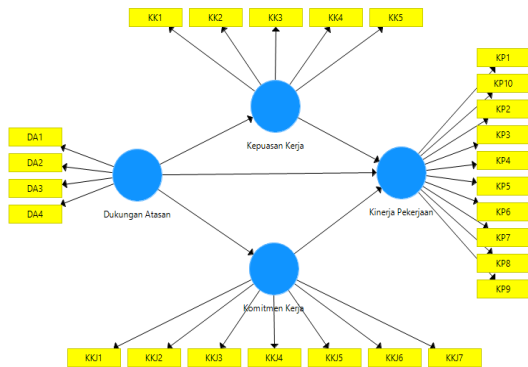 KK1 KK2 KK3 KK4 KK5
Kepuasan Kerja
DA1
DA2
DA3
DA4
Dukungan Atasan
KP1
KP10
KP2
KP3
KP4
KP5
KP6
KP7
KP8
KP9
Kinerja Pekerjaan
Komitmen Kerja
KKJ1 KKJ2 KKJ3 KKJ4 KKJ5 KKJ6 KKJ7